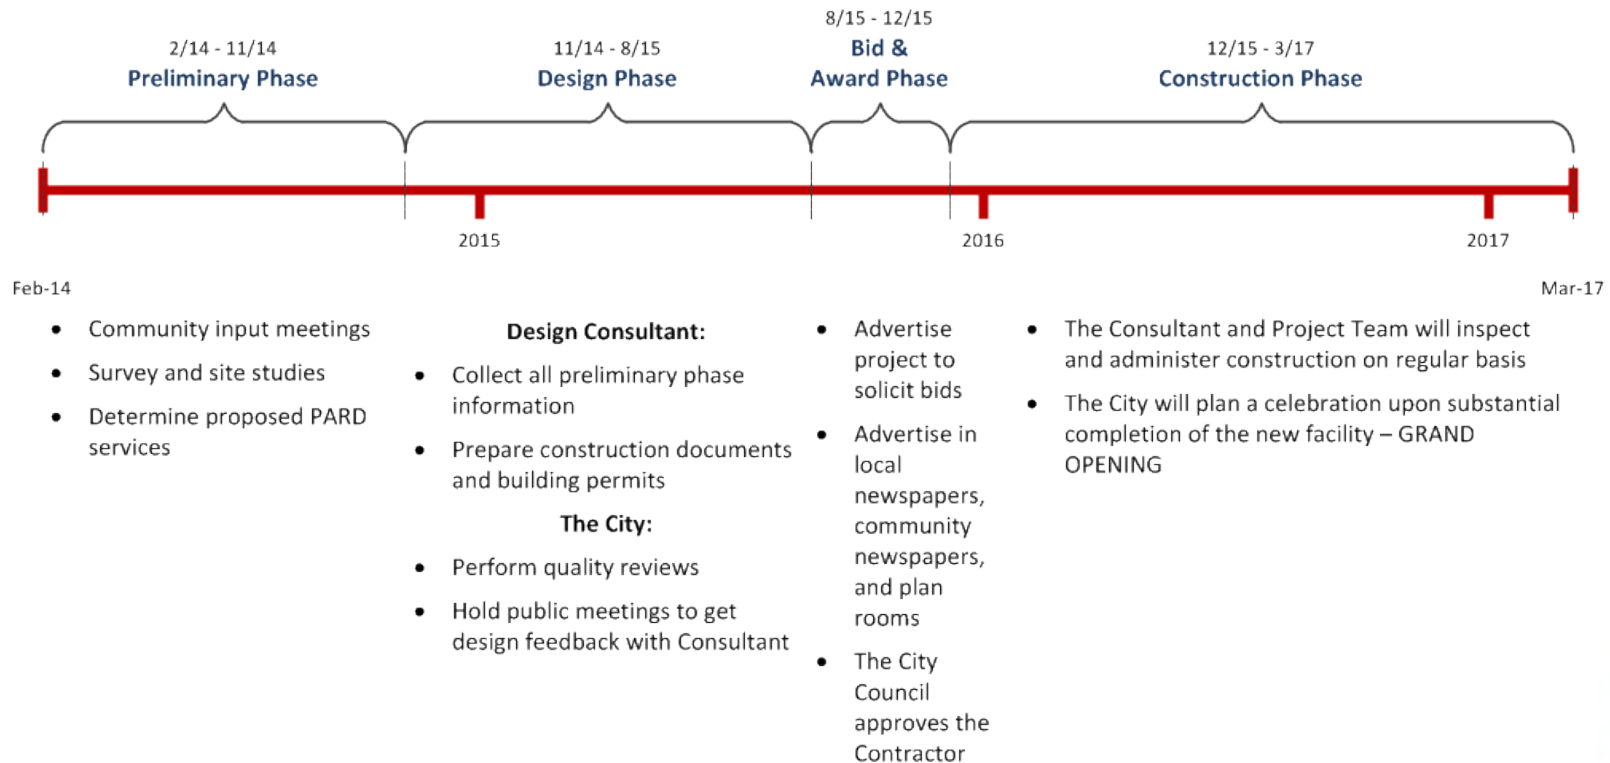 2/14 - 11/14
Preliminary Phase
11/14 - 8/15
Design Phase
8/15 - 12/15
Bid &
Award Phase
12/15 - 3/17
Construction Phase
2015
2016
2017
Feb-14
Mar-17
• Community input meetings
• Survey and site studies
• Determine proposed PARD
services
Design Consultant:
• Collect all preliminary phase
information
• Prepare construction documents
and building permits
The City:
• Perform quality reviews
• Hold public meetings to get
design feedback with Consultant
• Advertise
project to
solicit bids
• Advertise in
local
newspapers,
community
newspapers,
and plan
rooms
• The City
Council
approves the
Contractor
• The Consultant and Project Team will inspect
and administer construction on regular basis
• The City will plan a celebration upon substantial
completion of the new facility – GRAND
OPENING